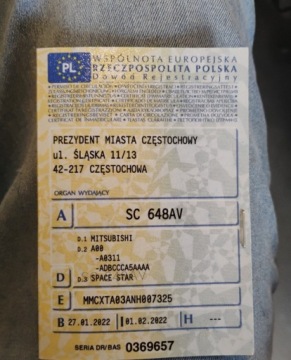 PL
WSPÓLNOTA EUROPEJSKA
RZECZPOSPOLITA POLSKA
Dowód Rejestracyjny
PREZYDENT MIASTA CZĘSTOCHOWY
ul. ŚLĄSKA 11/13
42-217 CZĘSTOCHOWA
ORGAN WYDAJĄCY
A SC 648AV
D.1 MITSUBISHI
D.2 A00
-A0311
-ADBCCCA5AAAA
D D.3 SPACE STAR
E MMCXTA03ANH007325
B 27.01.2022 I 01.02.2022 H ---
SERIA DR/BAS 0369657